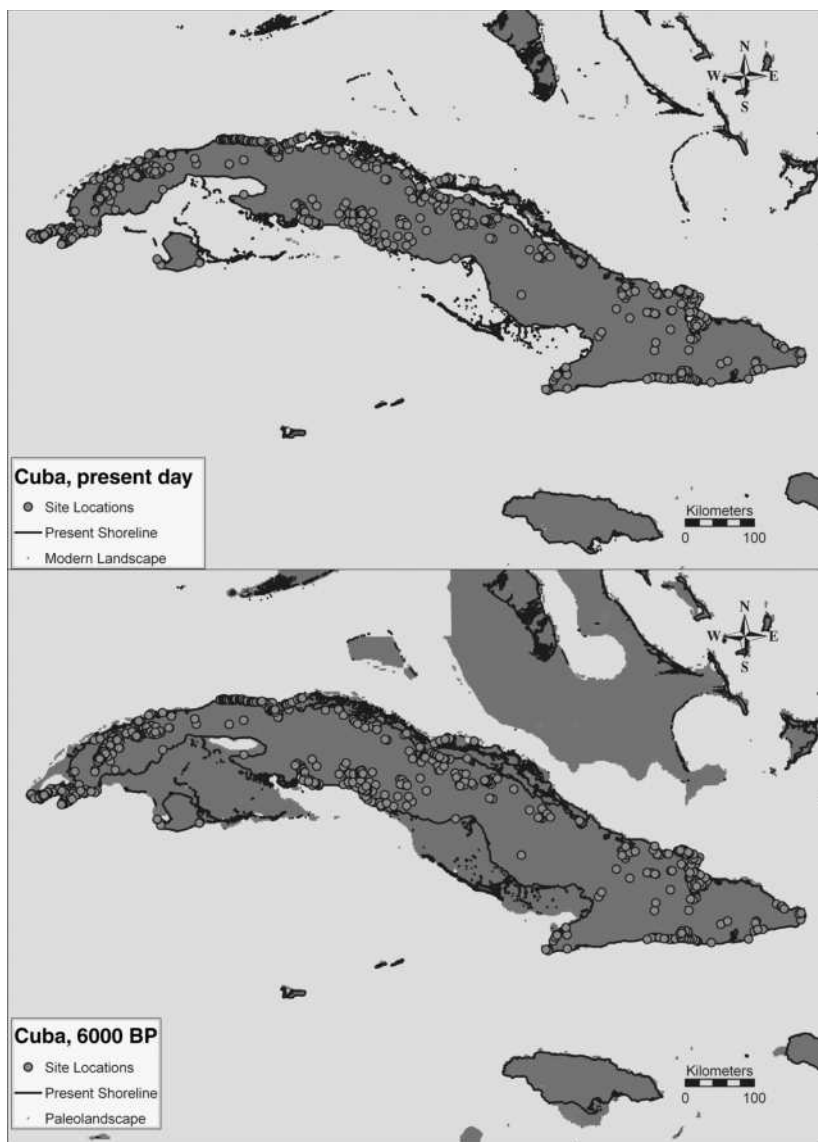 N
W E
S
Cuba, present day
Site Locations
Present Shoreline
Modern Landscape
Kilometers
0 100
N
W E
S
Cuba, 6000 BP
Site Locations
Present Shoreline
Paleolandscape
Kilometers
0 100